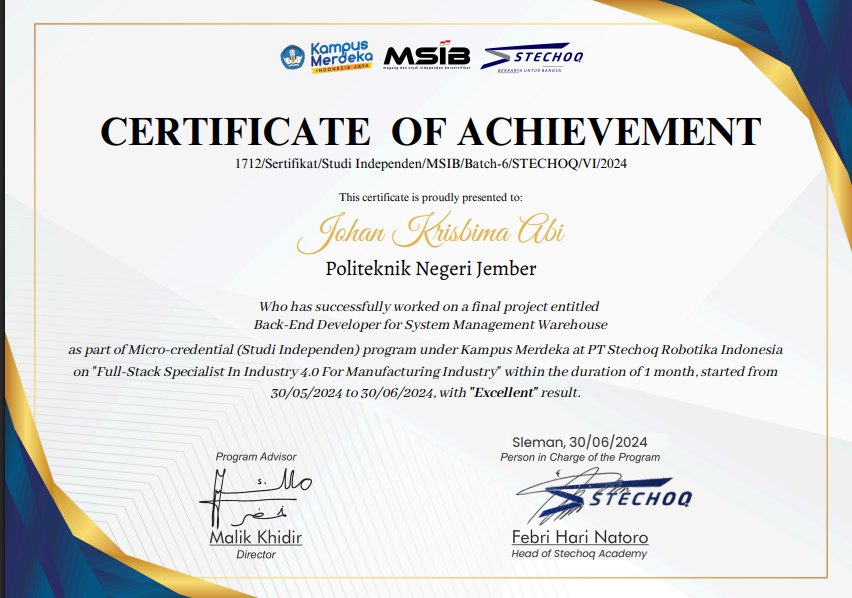 Kampus
Merdeka
INDONESIA JAYA
MSIB
magang dan studi independen bersertifikat
STECHOQ
BERKARYA UNTUK BANGSA
CERTIFICATE OF ACHIEVEMENT
1712/Sertifikat/Studi Independen/MSIB/Batch-6/STECHOQ/VI/2024
This certificate is proudly presented to:
Johan Krisbima Abi
Politeknik Negeri Jember
Who has successfully worked on a final project entitled
Back-End Developer for System Management Warehouse
as part of Micro-credential (Studi Independen) program under Kampus Merdeka at PT Stechoq Robotika Indonesia
on "Full-Stack Specialist In Industry 4.0 For Manufacturing Industry" within the duration of 1 month, started from
30/05/2024 to 30/06/2024, with "Excellent" result.
Program Advisor
Malik Khidir
Director
Sleman, 30/06/2024
Person in Charge of the Program
STECHOQ
Febri Hari Natoro
Head of Stechoq Academy